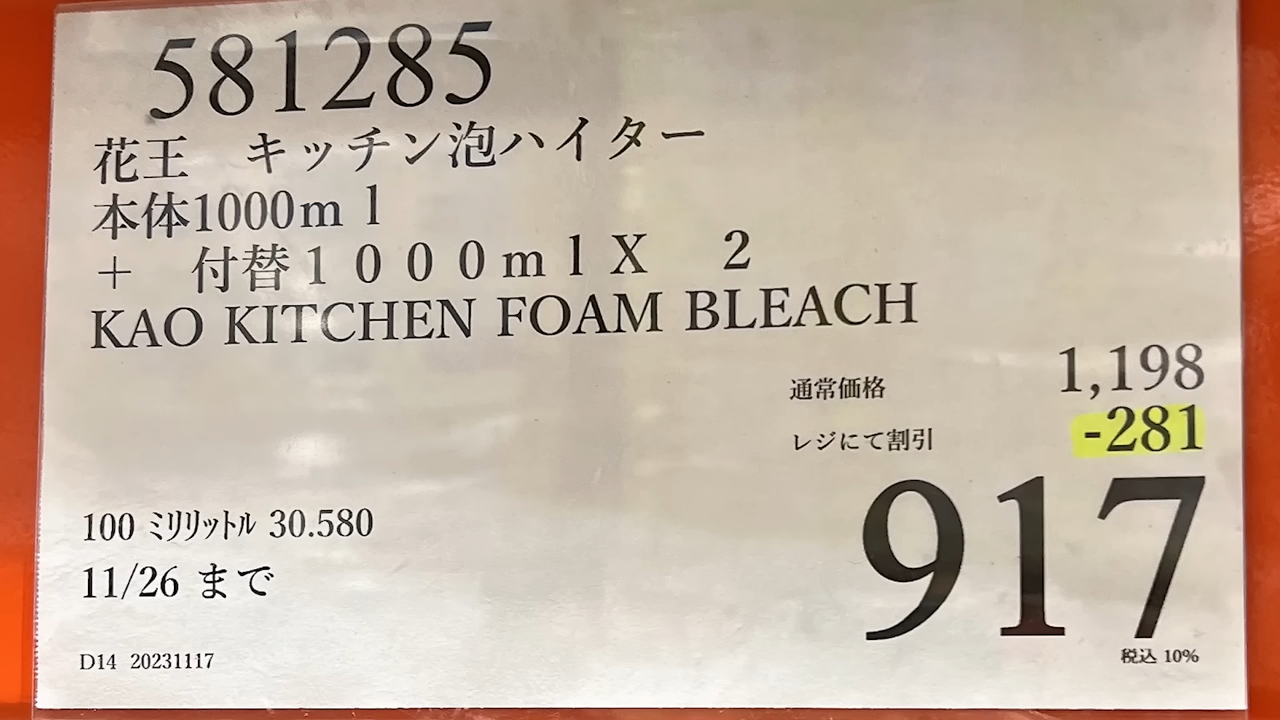 581285
花王　キッチン泡ハイター
本体1000ｍｌ
＋　付替１０００ｍｌＸ　2
KAO KITCHEN FOAM BLEACH
通常価格 1,198
レジにて割引 -281
917
100 ﾐﾘﾘｯﾄﾙ 30.580
11/26 まで
D14 20231117
税込 10%